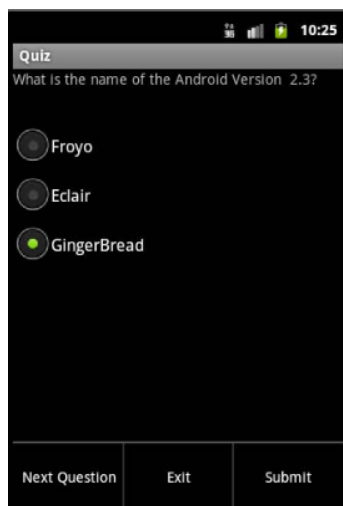 3G 10:25
Quiz
What is the name of the Android Version 2.3?
Froyo
Eclair
GingerBread
Next Question Exit Submit